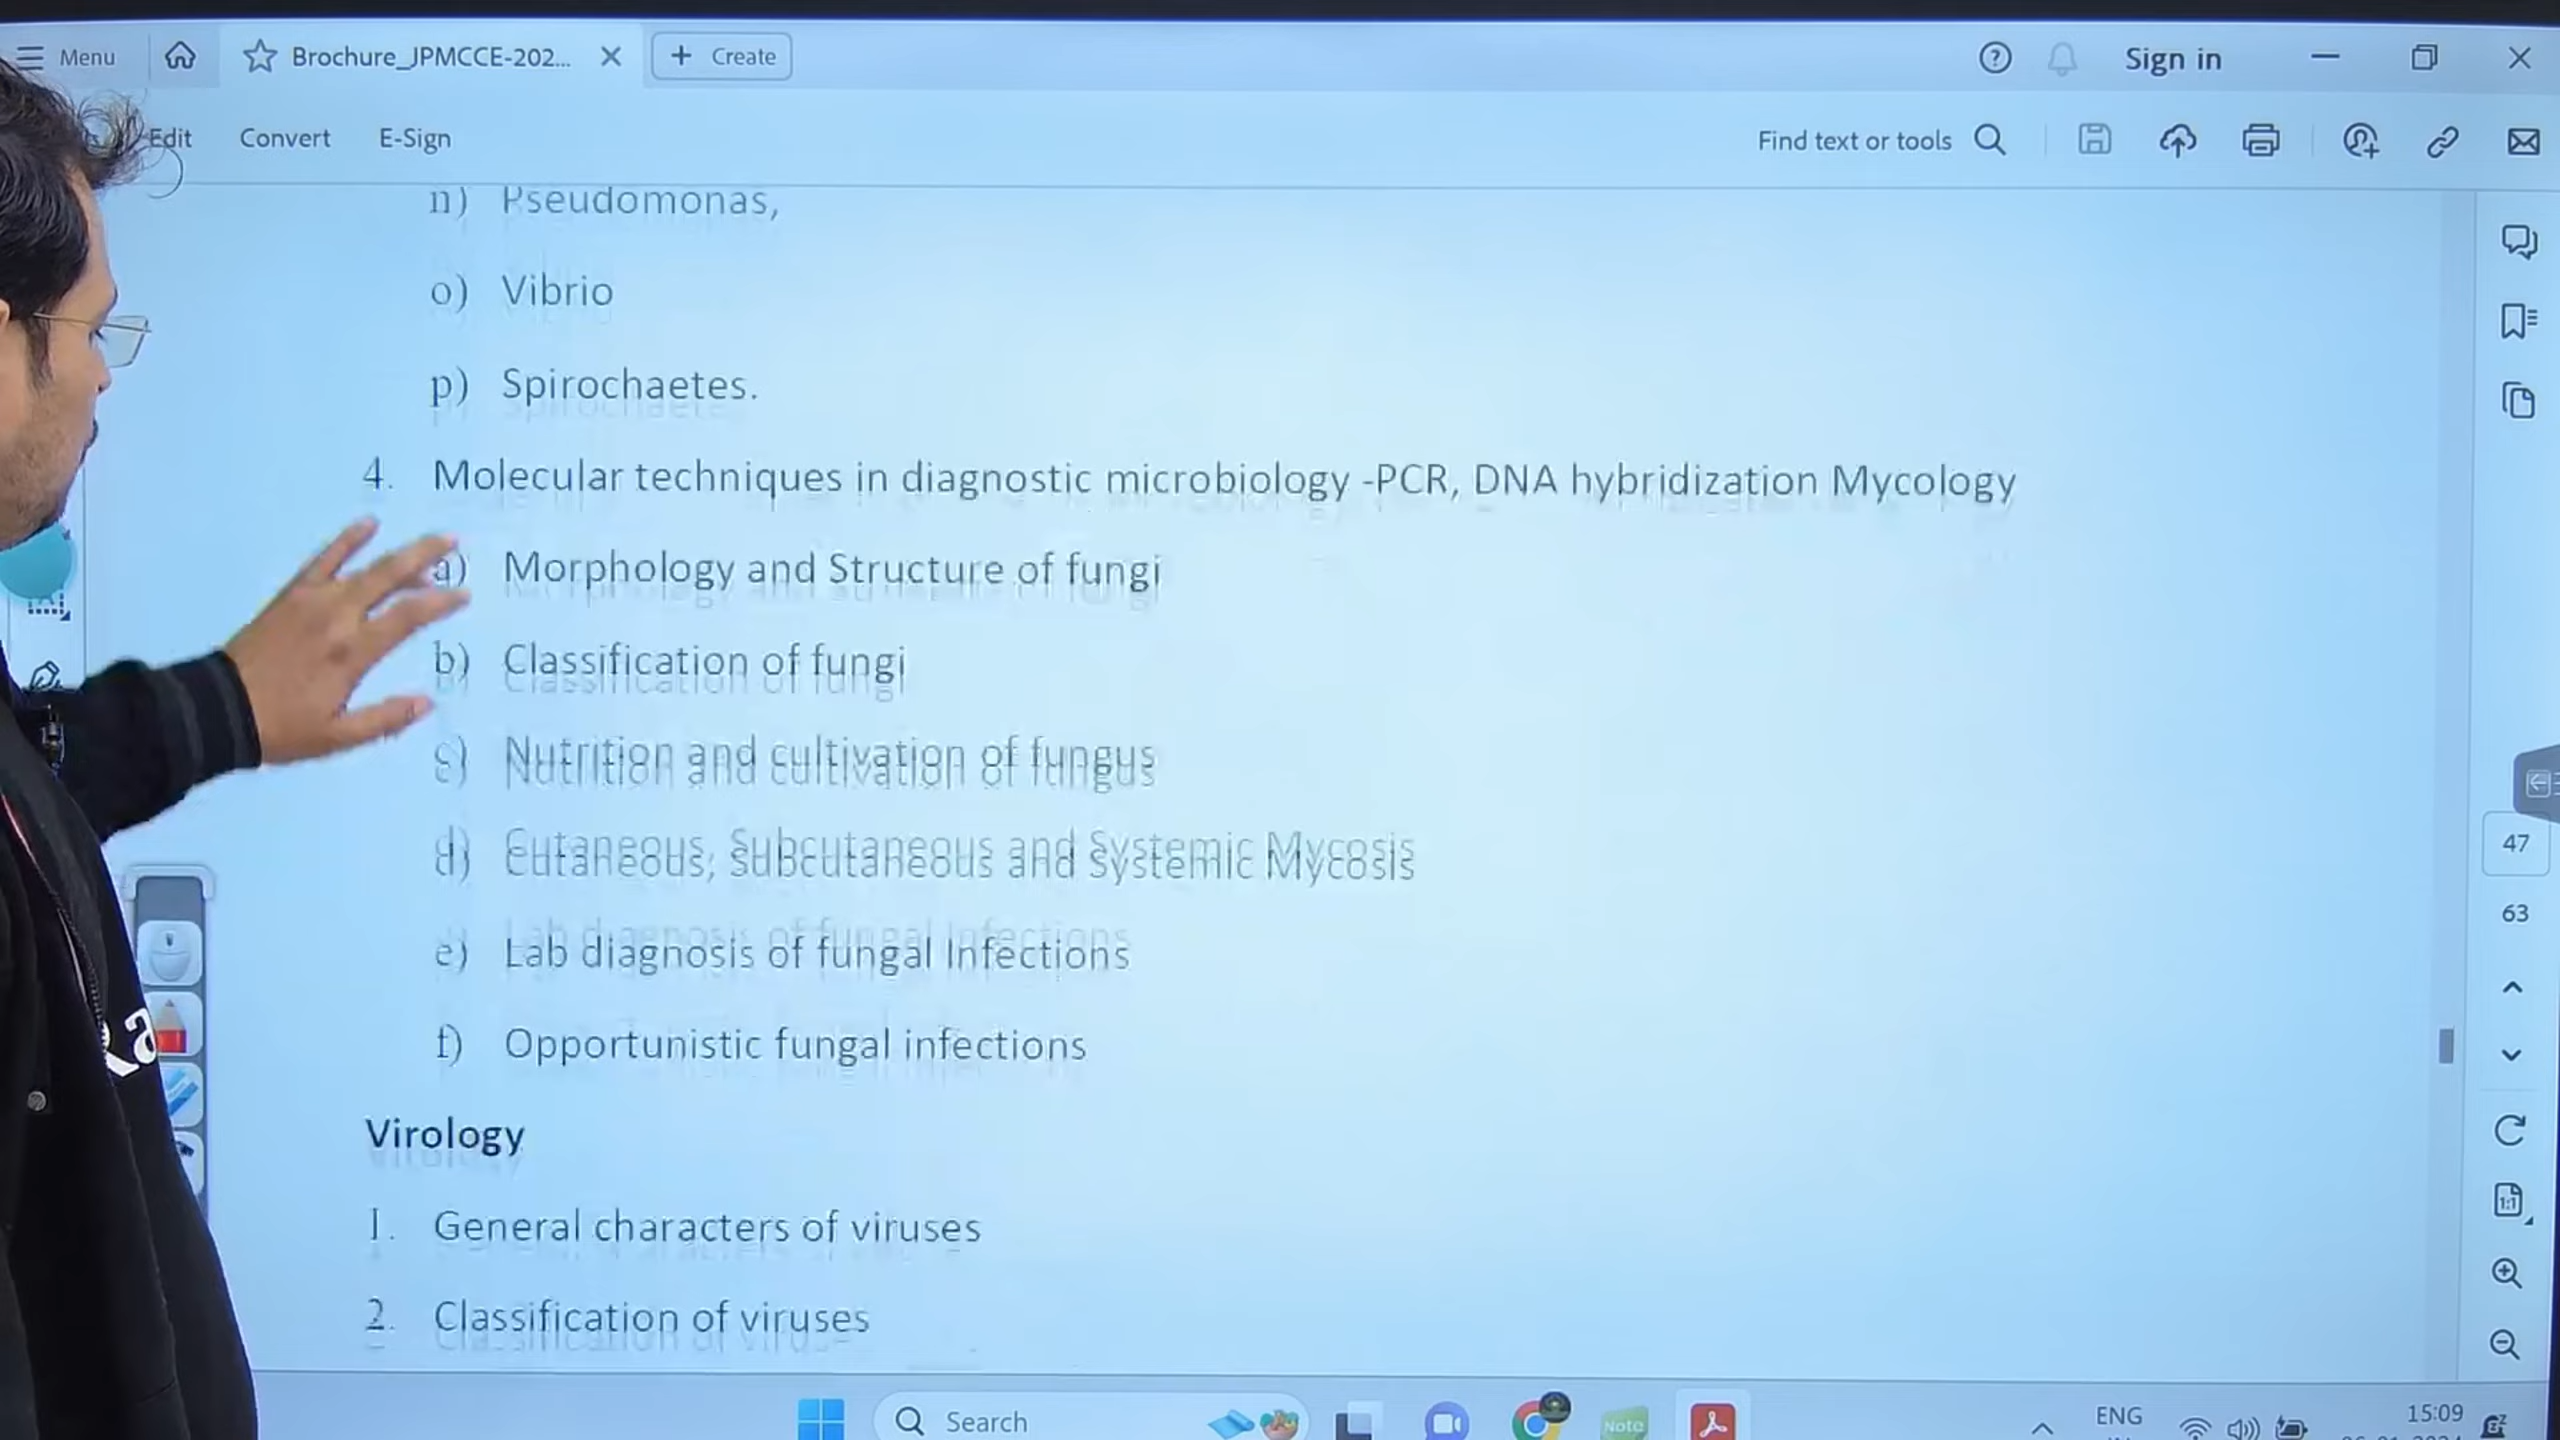 Menu
Brochure_JPMCCE-202...
Create
Sign in
Edit
Convert
E-Sign
Find text or tools
n) Pseudomonas,
o) Vibrio
p) Spirochaetes.
4. Molecular techniques in diagnostic microbiology -PCR, DNA hybridization Mycology
a) Morphology and Structure of fungi
b) Classification of fungi
c) Nutrition and cultivation of fungus
d) Cutaneous, Subcutaneous and Systemic Mycosis
e) Lab diagnosis of fungal Infections
f) Opportunistic fungal infections
Virology
1. General characters of viruses
2. Classification of viruses
47
63
1:1
Search
Note
ENG
15:09